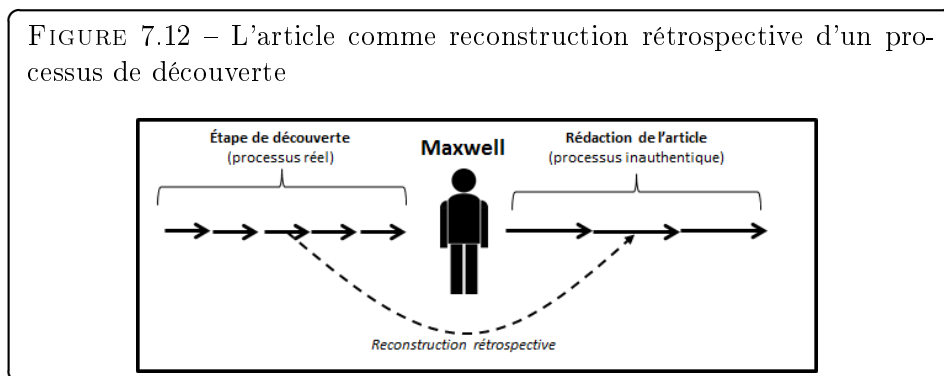 FIGURE 7.12 – L'article comme reconstruction rétrospective d'un pro-
cessus de découverte
Étape de découverte
(processus réel)
Maxwell
Rédaction de l'article
(processus inauthentique)
Reconstruction rétrospective